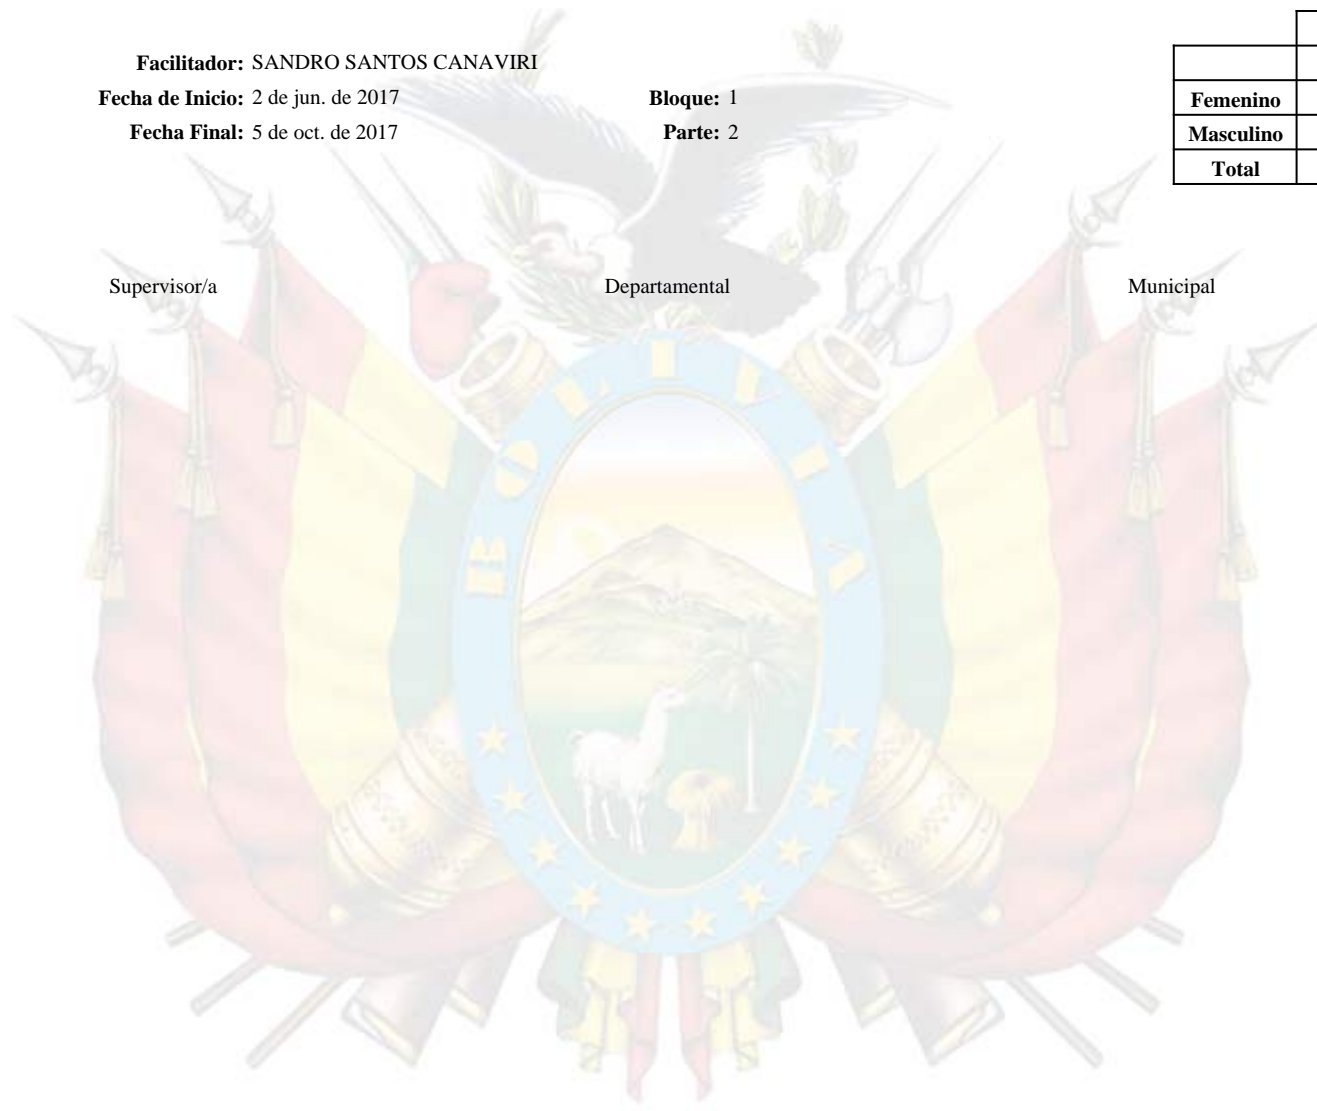 Facilitador: SANDRO SANTOS CANAVIRI
Fecha de Inicio: 2 de jun. de 2017 Bloque: 1
Femenino
Fecha Final: 5 de oct. de 2017 Parte: 2
Masculino
Total
Supervisor/a Departamental Municipal
BOLIVIA